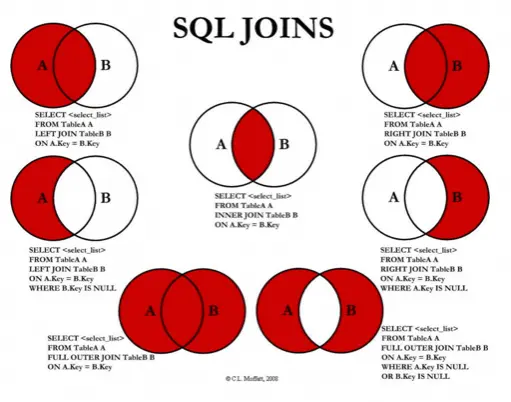 SQL JOINS
A B
SELECT <select_list>
FROM TableA A
LEFT JOIN TableB B
ON A.Key = B.Key
A B
SELECT <select_list>
FROM TableA A
RIGHT JOIN TableB B
ON A.Key = B.Key
A B
SELECT <select_list>
FROM TableA A
INNER JOIN TableB B
ON A.Key = B.Key
A B
SELECT <select_list>
FROM TableA A
LEFT JOIN TableB B
ON A.Key = B.Key
WHERE B.Key IS NULL
A B
SELECT <select_list>
FROM TableA A
RIGHT JOIN TableB B
ON A.Key = B.Key
WHERE A.Key IS NULL
A B
SELECT <select_list>
FROM TableA A
FULL OUTER JOIN TableB B
ON A.Key = B.Key
A B
SELECT <select_list>
FROM TableA A
FULL OUTER JOIN TableB B
ON A.Key = B.Key
WHERE A.Key IS NULL
OR B.Key IS NULL
© C.L. Moffatt, 2008